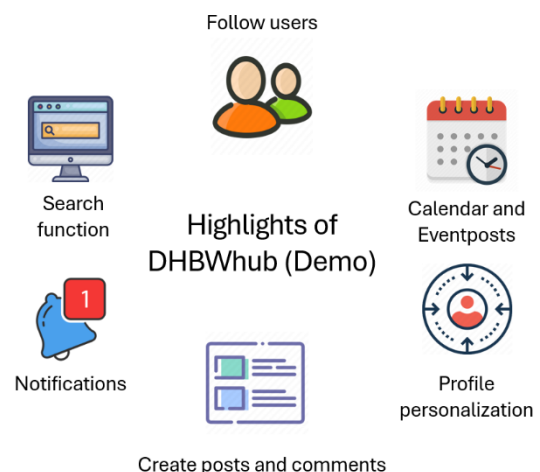 Follow users
Search
function
Highlights of
DHBWhub (Demo)
Calendar and
Eventposts
1
Notifications
Profile
personalization
Create posts and comments